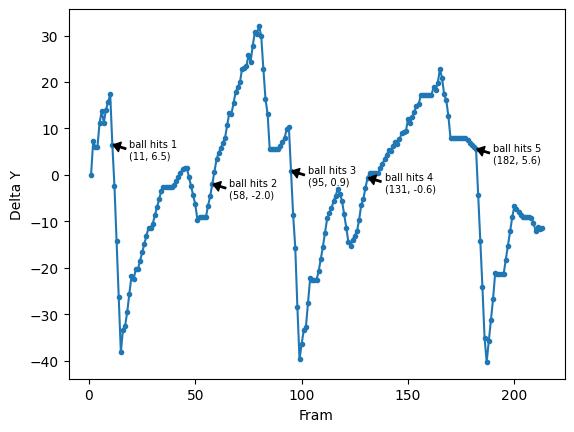 30
20
10
0
−10
−20
−30
−40
Delta Y
ball hits 1
(11, 6.5)
ball hits 2
(58, -2.0)
ball hits 3
(95, 0.9)
ball hits 4
(131, -0.6)
ball hits 5
(182, 5.6)
0
50
100
150
200
Fram